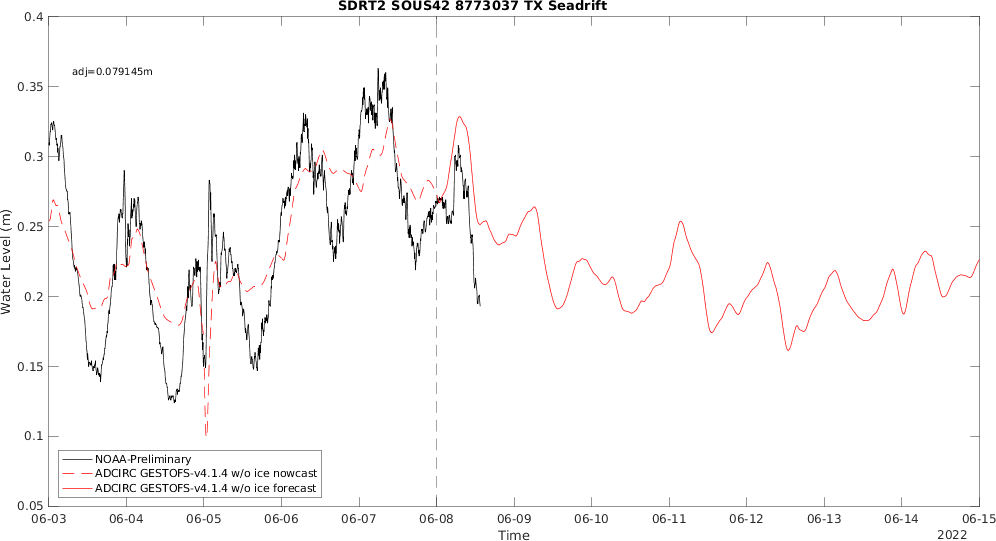 SDRT2 SOUS42 8773037 TX Seadrift
adj=0.079145m
Water Level (m)
0.4
0.35
0.3
0.25
0.2
0.15
0.1
0.05
NOAA-Preliminary
ADCIRC GESTOFS-v4.1.4 w/o ice nowcast
ADCIRC GESTOFS-v4.1.4 w/o ice forecast
06-03 06-04 06-05 06-06 06-07 06-08 06-09 06-10 06-11 06-12 06-13 06-14 06-15
Time
2022